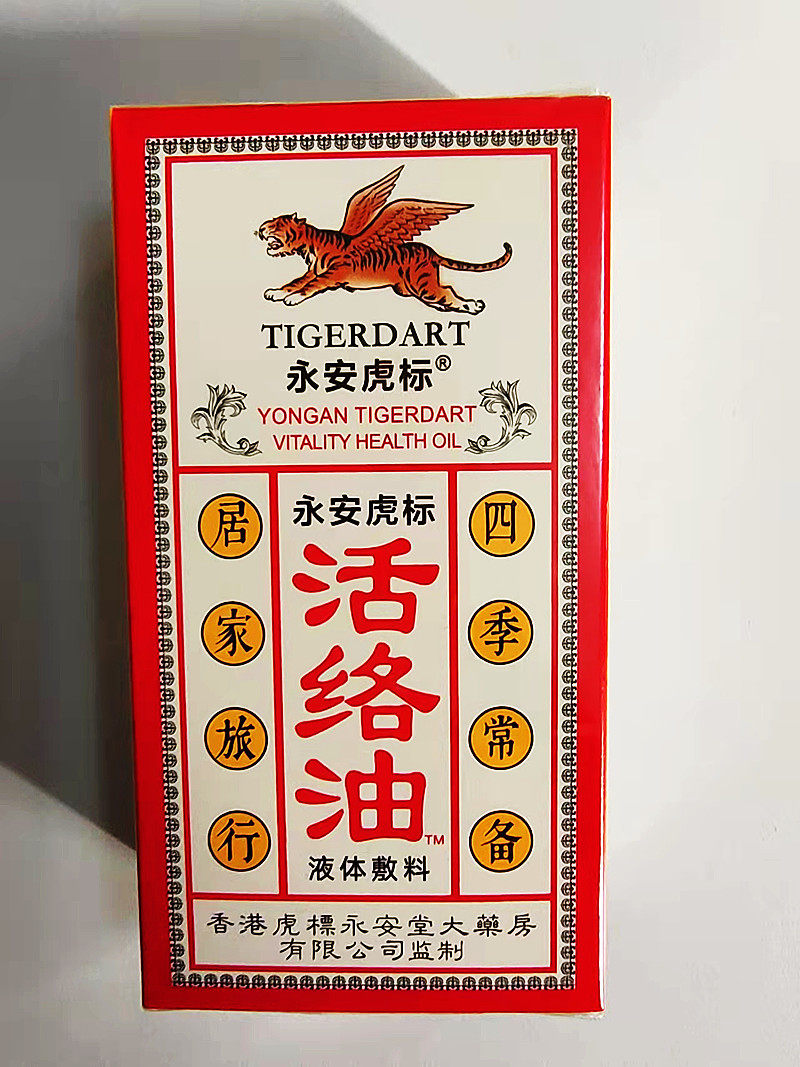 TIGERDART
永安虎标®
YONGAN TIGERDART
VITALITY HEALTH OIL
四季常备
永安虎标
活络油™
液体敷料
居家旅行
香港虎標永安堂大藥房
有限公司监制